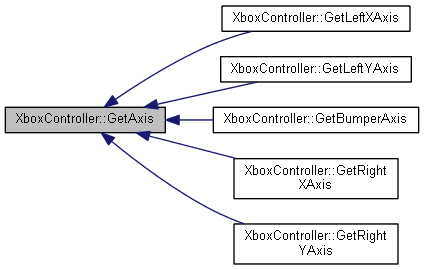 XboxController::GetLeftXAxis
XboxController::GetLeftYAxis
XboxController::GetAxis
XboxController::GetBumperAxis
XboxController::GetRight
XAxis
XboxController::GetRight
YAxis